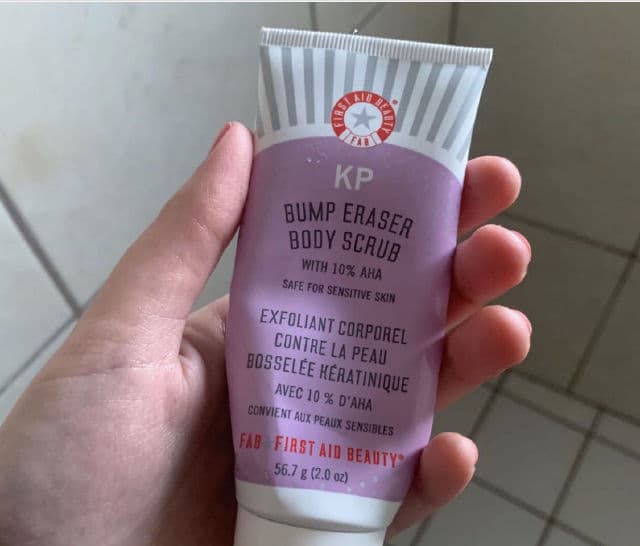 FIRST AID BEAUTY
FAB
KP
BUMP ERASER
BODY SCRUB
WITH 10% AHA
SAFE FOR SENSITIVE SKIN
EXFOLIANT CORPOREL
CONTRE LA PEAU
BOSSELÉE KÉRATINIQUE
AVEC 10 % D'AHA
CONVIENT AUX PEAUX SENSIBLES
FAB FIRST AID BEAUTY®
56.7 g (2.0 oz)